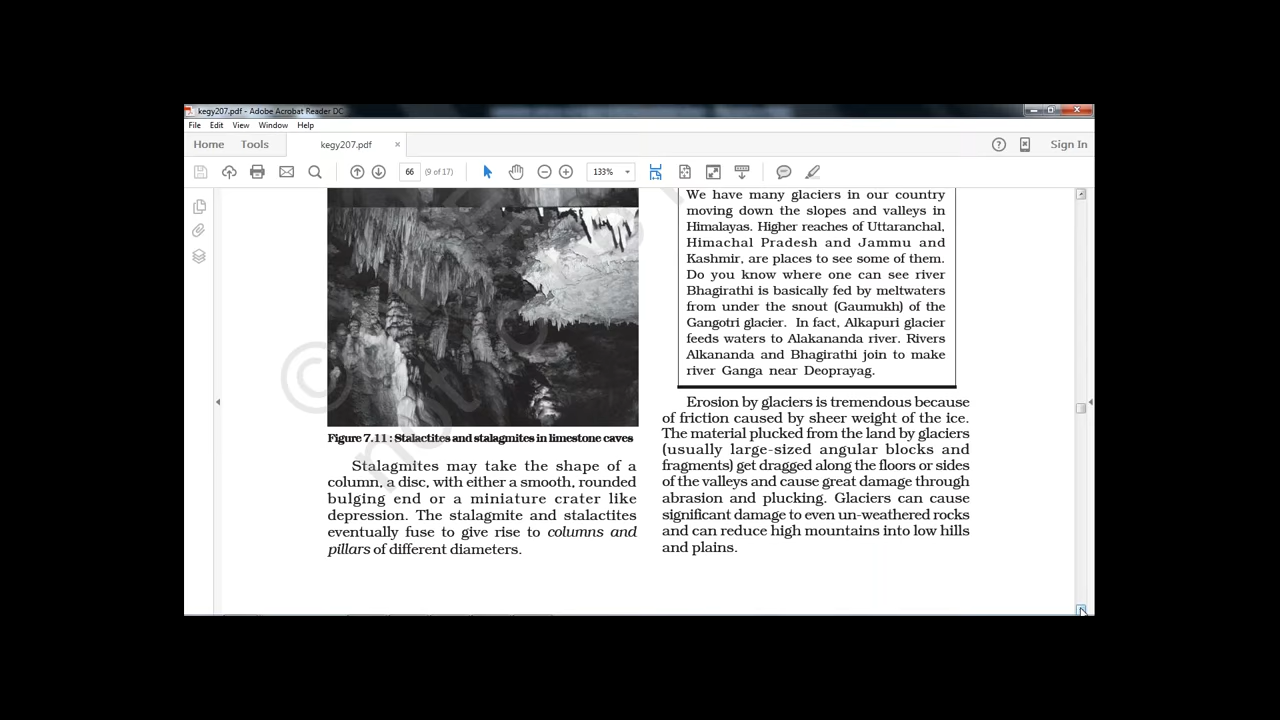 kegy207.pdf - Adobe Acrobat Reader DC
File Edit View Window Help
Home Tools kegy207.pdf × Sign In
66 (9 of 17) 133%
Figure 7.11 : Stalactites and stalagmites in limestone caves
Stalagmites may take the shape of a
column, a disc, with either a smooth, rounded
bulging end or a miniature crater like
depression. The stalagmite and stalactites
eventually fuse to give rise to columns and
pillars of different diameters.
We have many glaciers in our country
moving down the slopes and valleys in
Himalayas. Higher reaches of Uttaranchal,
Himachal Pradesh and Jammu and
Kashmir, are places to see some of them.
Do you know where one can see river
Bhagirathi is basically fed by meltwaters
from under the snout (Gaumukh) of the
Gangotri glacier. In fact, Alkapuri glacier
feeds waters to Alakananda river. Rivers
Alkananda and Bhagirathi join to make
river Ganga near Deoprayag.
Erosion by glaciers is tremendous because
of friction caused by sheer weight of the ice.
The material plucked from the land by glaciers
(usually large-sized angular blocks and
fragments) get dragged along the floors or sides
of the valleys and cause great damage through
abrasion and plucking. Glaciers can cause
significant damage to even un-weathered rocks
and can reduce high mountains into low hills
and plains.